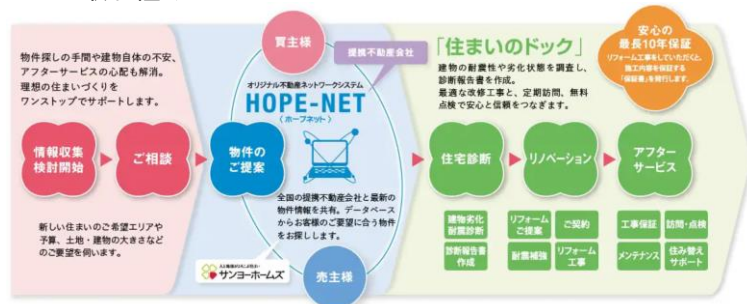 物件探しの手間や建物自体の不安、
アフターサービスの心配も解消。
理想の住まいづくりを
ワンストップでサポートします。
情報収集
検討開始
ご相談
新しい住まいのご希望エリアや
予算、土地・建物の大きさなど
のご要望を伺います。
買主様
提携不動産会社
オリジナル不動産ネットワークシステム
HOPE-NET
〈ホープネット〉
物件の
ご提案
全国の提携不動産会社と最新の
物件情報を共有。データベース
からお客様のご要望に合う物件
をお探しします。
サンヨーホームズ
売主様
「住まいのドック」
建物の耐震性や劣化状態を調査し、
診断報告書を作成。
最適な改修工事と、定期訪問、無料
点検で安心と信頼をつなぎます。
安心の
最長10年保証
リフォーム工事をしていただくと、
施工内容を保証する
「保証書」を発行します。
住宅診断
リノベーション
アフター
サービス
建物劣化
耐震診断
診断報告書
作成
リフォーム
ご提案
ご契約
耐震補強
リフォーム
工事
工事保証
訪問・点検
メンテナンス
住み替え
サポート